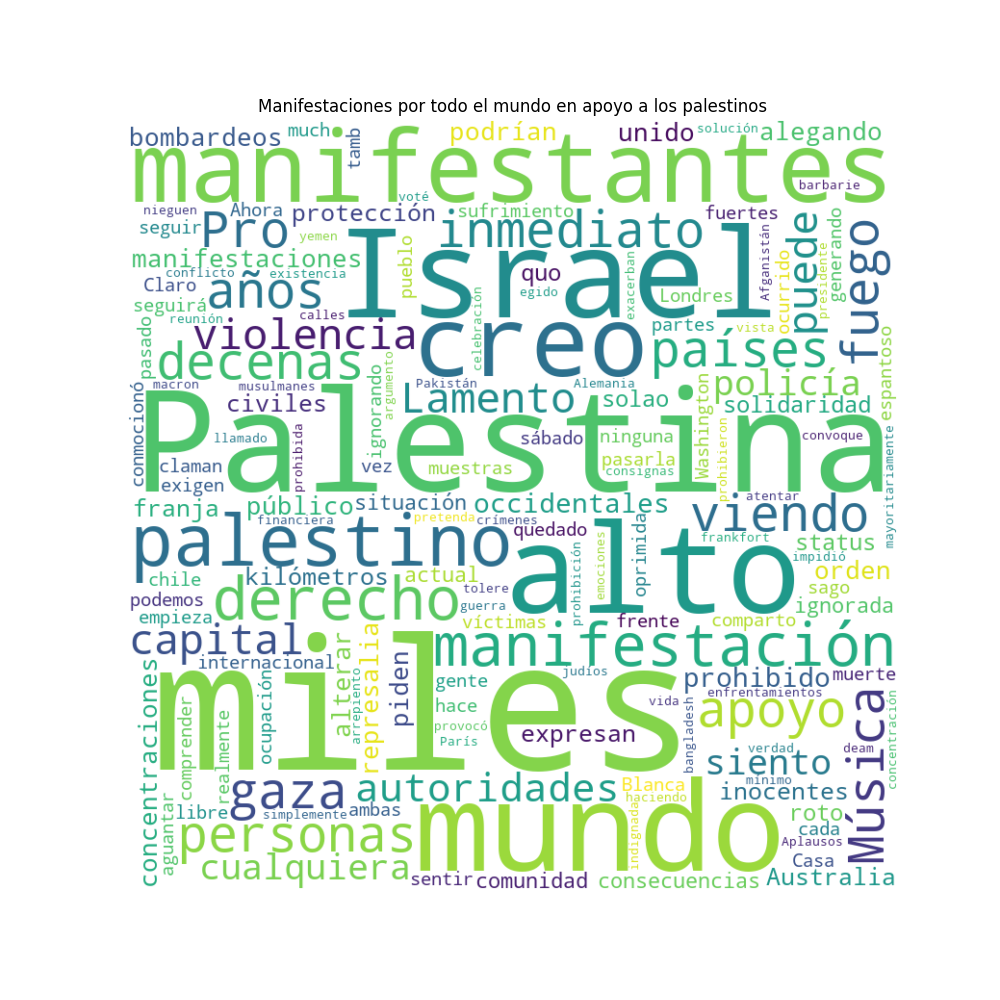 Manifestaciones por todo el mundo en apoyo a los palestinos
bombardeos
much
tamb
podrían
unido
solución
alegando
manifestantes
voté
barbarie
nieguen
seguir
Ahora
Pro
protección
sufrimiento
inmediato
fuertes
Afganistán
puede
presidente
generando
fuego
yemen
pueblo
manifestaciones
conflicto
existencia
Claro
años
Israel
quo
egido
exacerban
Londres
ocurrido
seguirá
reunión
calles
celebración
partes
vista
pasado
violencia
creo
países
decenas
argumento
ignorando
macron
musulmanes
Pakistán
Alemania
policía
espantoso
conmocionó
civiles
Lamento
solao
Washington
solidaridad
llamado
prohibida
Palestina
sábado
ninguna
prohibieron
convoque
mayoritariamente
claman
vez
muestras
pasarla
consignas
exigen
atentar
franja
público
situación
occidentales
viendo
financiera
pretenda
crímenes
quedado
palestino
alto
oprimida
frankfort
status
impidió
chile
kilómetros
actual
prohibición
emociones
orden
podemos
derecho
tolere
sago
empieza
guerra
ignorada
víctimas
frente
comparto
capital
manifestación
internacional
alterar
arrepiento
represalia
piden
judíos
prohibido
muerte
miles
gente
enfrentamientos
concentraciones
comprender
realmente
ocupación
hace
vida
apoyo
concentración
provocó
París
expresan
bangladesh
verdad
deam
siento
Música
gaza
autoridades
Blanca
mínimo
inocentes
haciendo
aguantar
libre
simplemente
ambas
mundo
indignada
roto
cada
personas
Aplausos
Casa
cualquiera
sentir
comunidad
consecuencias
Australia